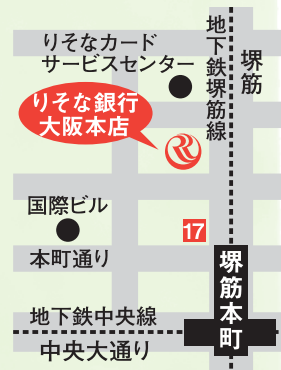 りそなカード
サービスセンター
地下鉄堺筋線
堺筋
りそな銀行
大阪本店
国際ビル
17
本町通り
堺筋本町
地下鉄中央線
中央大通り